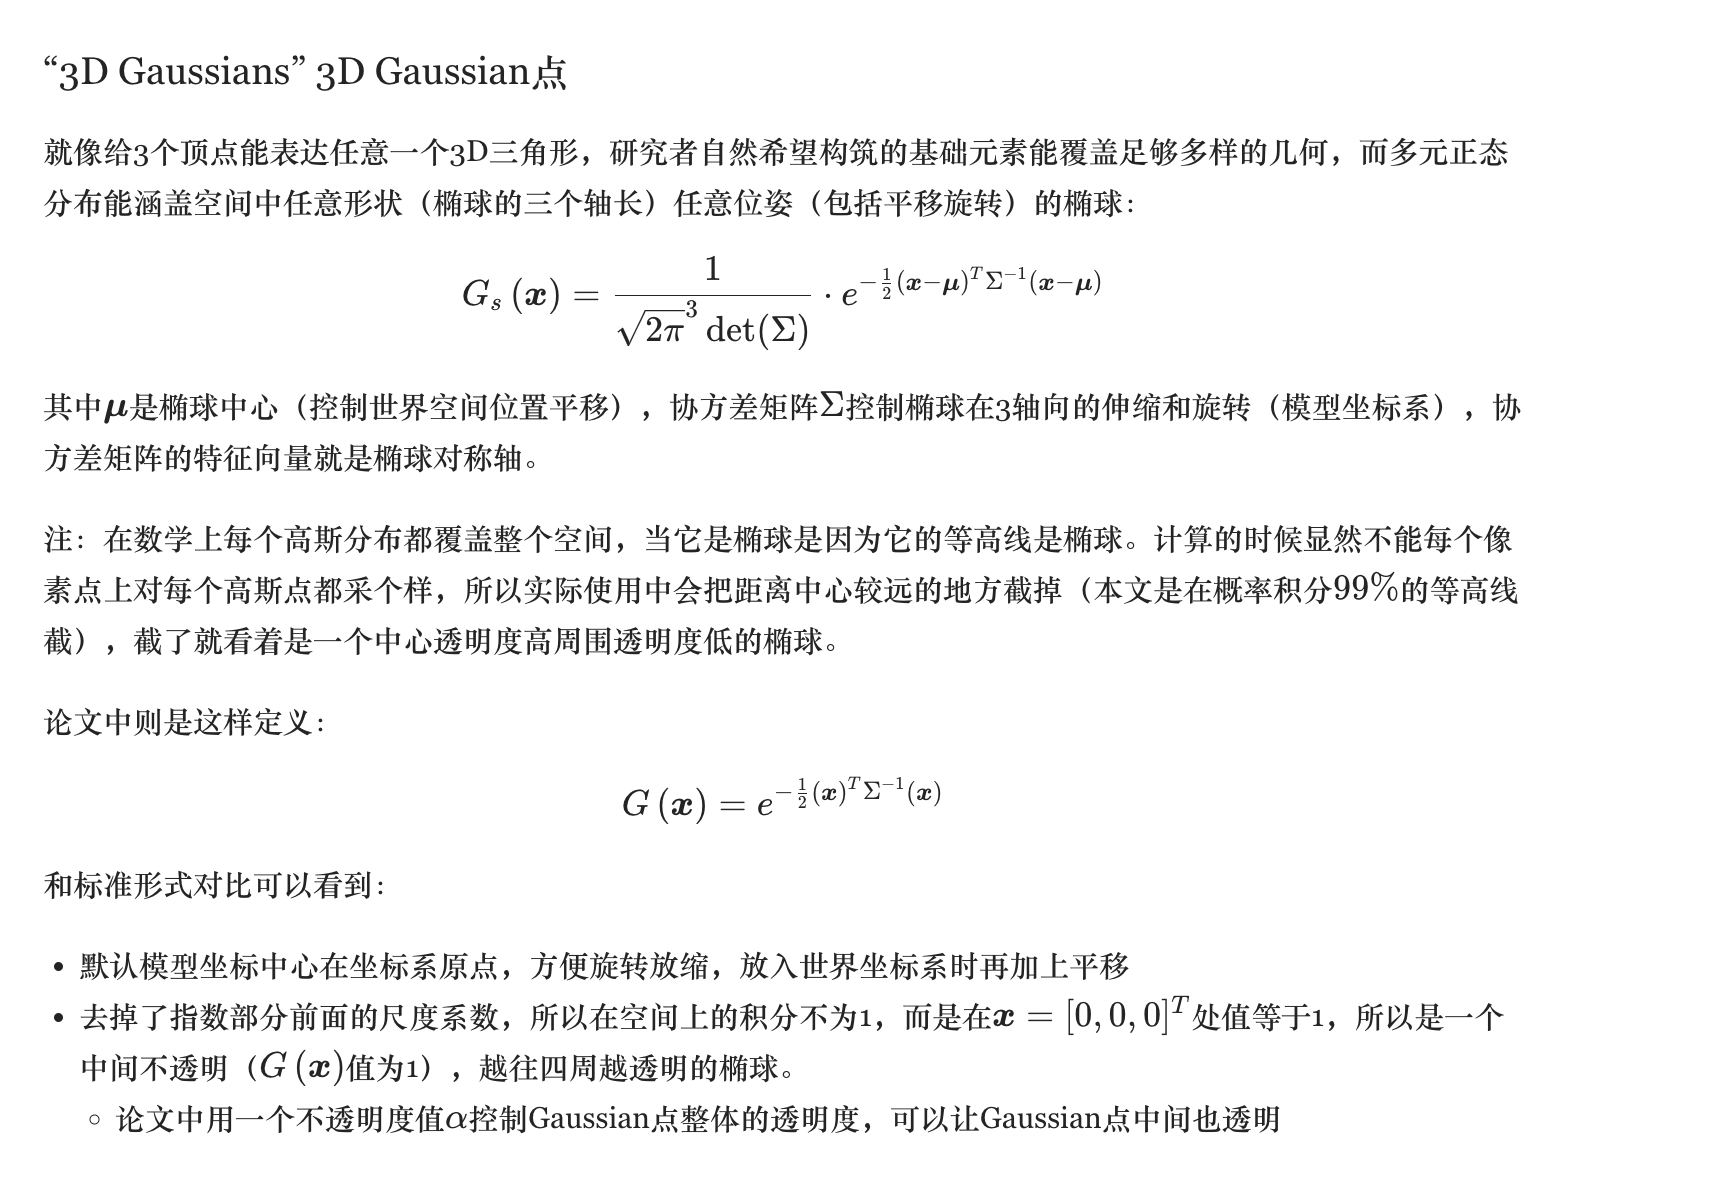 “3D Gaussians” 3D Gaussian点
就像给3个顶点能表达任意一个3D三角形，研究者自然希望构筑的基础元素能覆盖足够多样的几何，而多元正态
分布能涵盖空间中任意形状（椭球的三个轴长）任意位姿（包括平移旋转）的椭球：
$G_s(\boldsymbol{x}) = \frac{1}{\sqrt{2\pi}^3 \det(\Sigma)} \cdot e^{-\frac{1}{2}(\boldsymbol{x}-\boldsymbol{\mu})^T \Sigma^{-1}(\boldsymbol{x}-\boldsymbol{\mu})}$
其中μ是椭球中心（控制世界空间位置平移），协方差矩阵Σ控制椭球在3轴向的伸缩和旋转（模型坐标系），协
方差矩阵的特征向量就是椭球对称轴。
注：在数学上每个高斯分布都覆盖整个空间，当它是椭球是因为它的等高线是椭球。计算的时候显然不能每个像
素点上对每个高斯点都采个样，所以实际使用中会把距离中心较远的地方截掉（本文是在概率积分99%的等高线
截），截了就看着是一个中心透明度高周围透明度低的椭球。
论文中则是这样定义：
$G(\boldsymbol{x}) = e^{-\frac{1}{2}(\boldsymbol{x})^T \Sigma^{-1}(\boldsymbol{x})}$
和标准形式对比可以看到：
• 默认模型坐标中心在坐标系原点，方便旋转放缩，放入世界坐标系时再加上平移
• 去掉了指数部分前面的尺度系数，所以在空间上的积分不为1，而是在$\boldsymbol{x} = [0, 0, 0]^T$处值等于1，所以是一个
中间不透明（$G(\boldsymbol{x})$值为1），越往四周越透明的椭球。
◦ 论文中用一个不透明度值α控制Gaussian点整体的透明度，可以让Gaussian点中间也透明